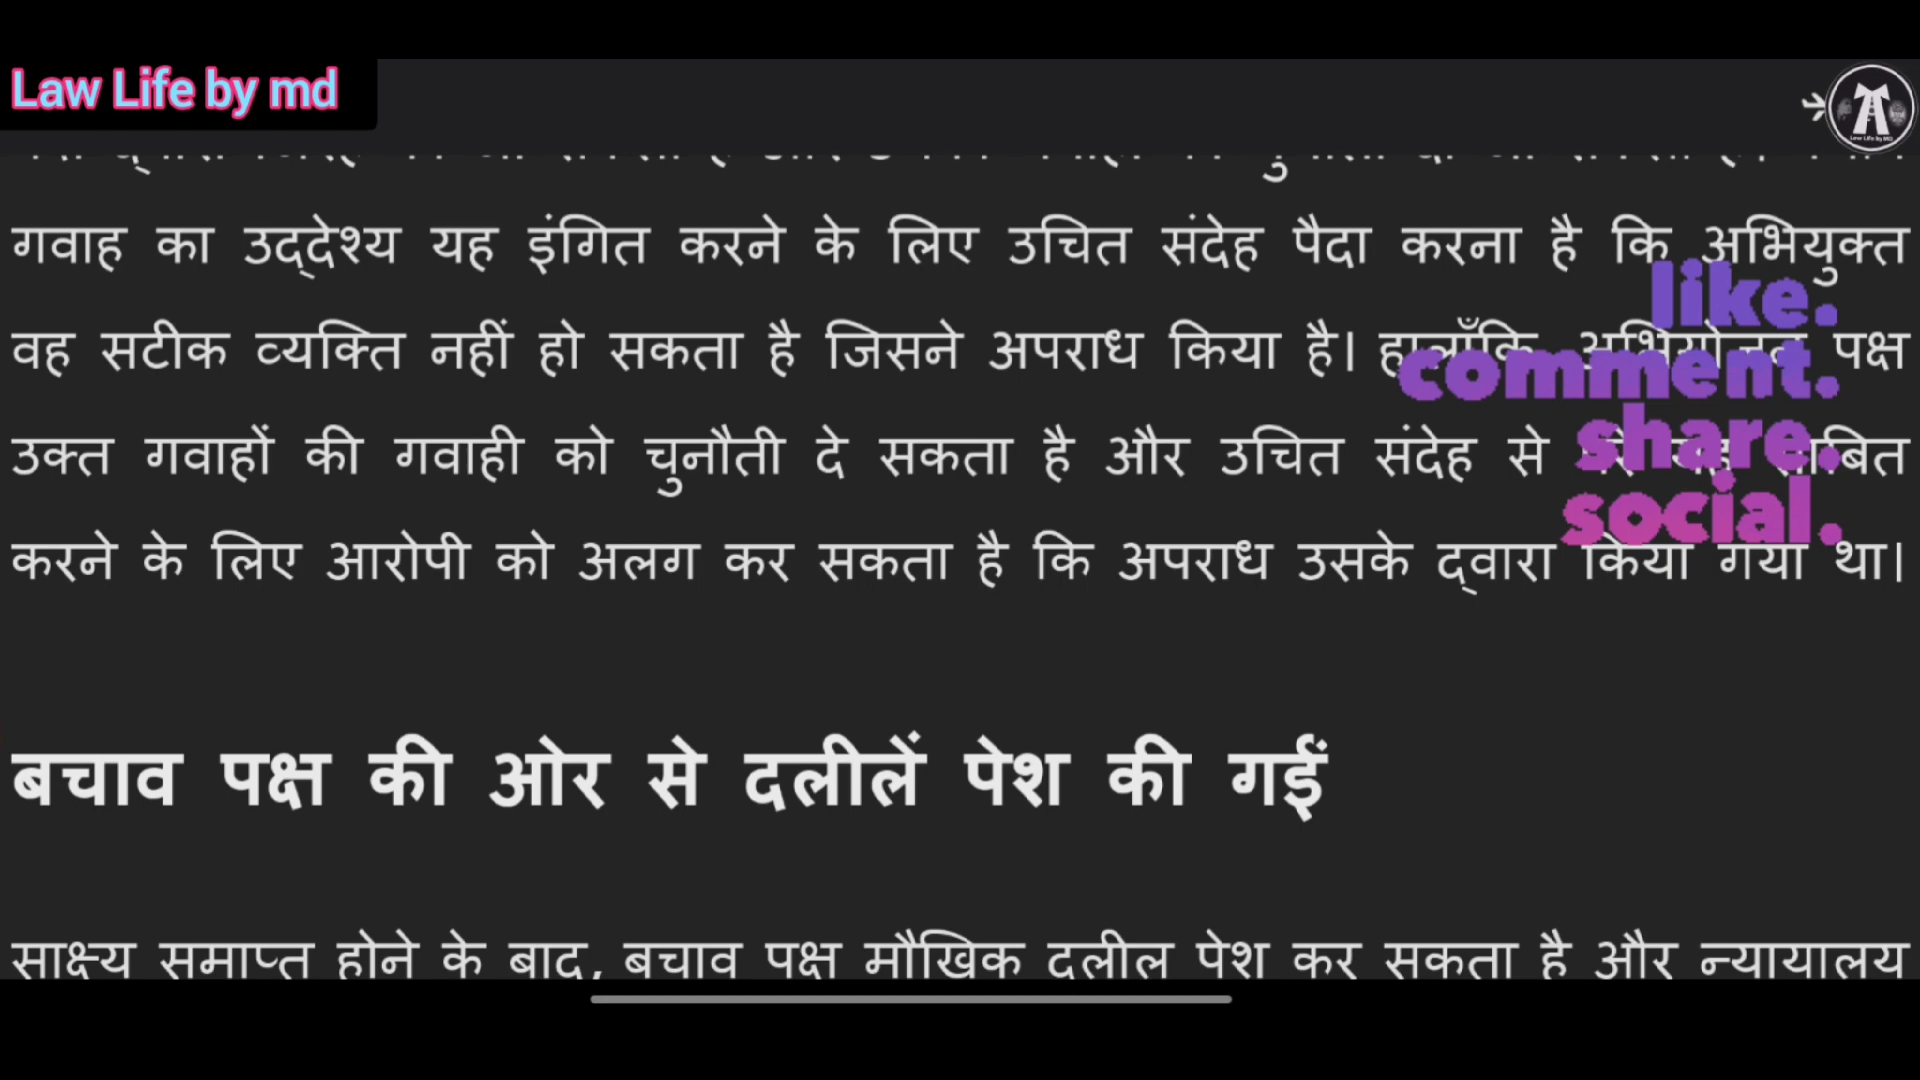 Law Life by md
गवाह का उद्देश्य यह इंगित करने के लिए उचित संदेह पैदा करना है कि अभियुक्त
वह सटीक व्यक्ति नहीं हो सकता है जिसने अपराध किया है। हालाँकि अभियोजन पक्ष
उक्त गवाहों की गवाही को चुनौती दे सकता है और उचित संदेह से
करने के लिए आरोपी को अलग कर सकता है कि अपराध उसके द्वारा किया गया था।
like.
comment.
share.
social.
बचाव पक्ष की ओर से दलीलें पेश की गईं
साक्ष्य समाप्त होने के बाद, बचाव पक्ष मौखिक दलील पेश कर सकता है और न्यायालय